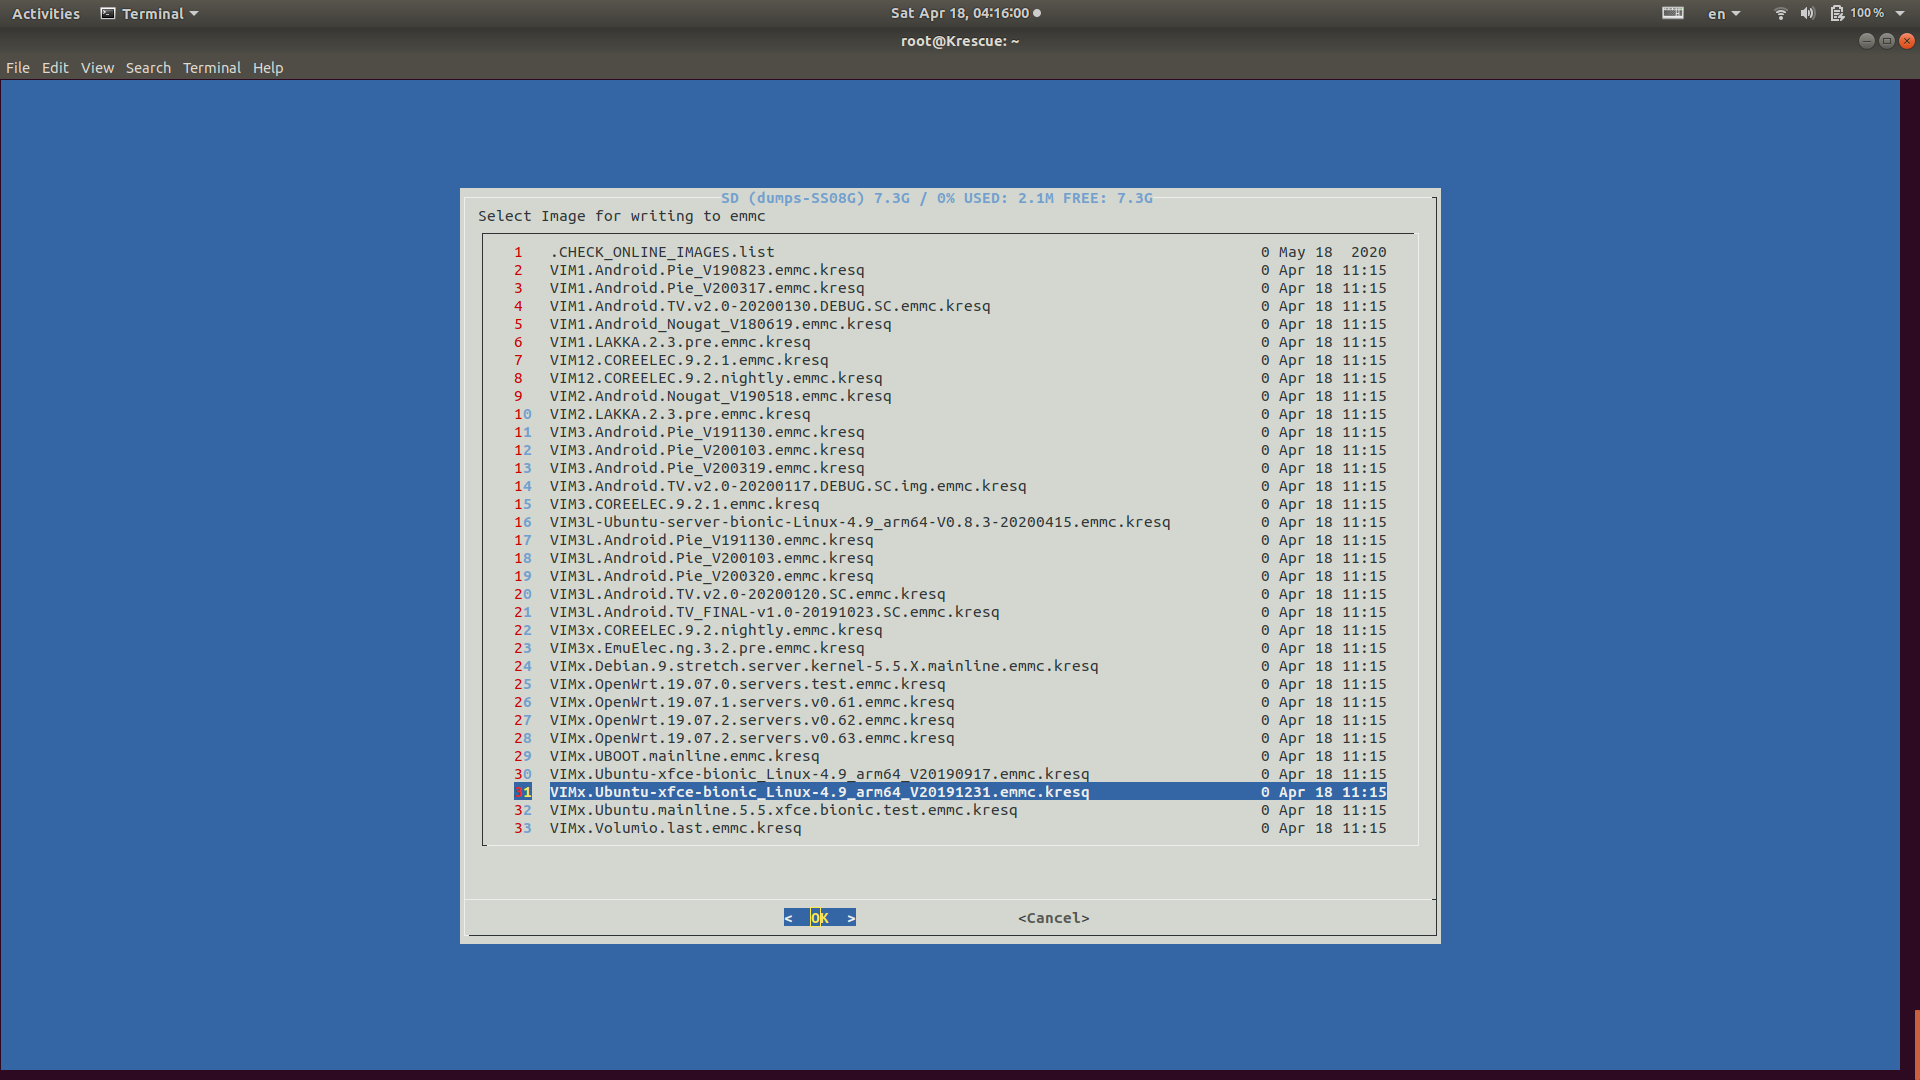 Activities Terminal Sat Apr 18, 04:16:00 en 100 %
root@Krescue: ~
File Edit View Search Terminal Help
SD (dumps-SS08G) 7.3G / 0% USED: 2.1M FREE: 7.3G
Select Image for writing to emmc
1 .CHECK_ONLINE_IMAGES.list 0 May 18 2020
2 VIM1.Android.Pie_V190823.emmc.kresq 0 Apr 18 11:15
3 VIM1.Android.Pie_V200317.emmc.kresq 0 Apr 18 11:15
4 VIM1.Android.TV.v2.0-20200130.DEBUG.SC.emmc.kresq 0 Apr 18 11:15
5 VIM1.Android_Nougat_V180619.emmc.kresq 0 Apr 18 11:15
6 VIM1.LAKKA.2.3.pre.emmc.kresq 0 Apr 18 11:15
7 VIM12.COREELEC.9.2.1.emmc.kresq 0 Apr 18 11:15
8 VIM12.COREELEC.9.2.nightly.emmc.kresq 0 Apr 18 11:15
9 VIM2.Android.Nougat_V190518.emmc.kresq 0 Apr 18 11:15
10 VIM2.LAKKA.2.3.pre.emmc.kresq 0 Apr 18 11:15
11 VIM3.Android.Pie_V191130.emmc.kresq 0 Apr 18 11:15
12 VIM3.Android.Pie_V200103.emmc.kresq 0 Apr 18 11:15
13 VIM3.Android.Pie_V200319.emmc.kresq 0 Apr 18 11:15
14 VIM3.Android.TV.v2.0-20200117.DEBUG.SC.img.emmc.kresq 0 Apr 18 11:15
15 VIM3.COREELEC.9.2.1.emmc.kresq 0 Apr 18 11:15
16 VIM3L-Ubuntu-server-bionic-Linux-4.9_arm64-V0.8.3-20200415.emmc.kresq 0 Apr 18 11:15
17 VIM3L.Android.Pie_V191130.emmc.kresq 0 Apr 18 11:15
18 VIM3L.Android.Pie_V200103.emmc.kresq 0 Apr 18 11:15
19 VIM3L.Android.Pie_V200320.emmc.kresq 0 Apr 18 11:15
20 VIM3L.Android.TV.v2.0-20200120.SC.emmc.kresq 0 Apr 18 11:15
21 VIM3L.Android.TV_FINAL-v1.0-20191023.SC.emmc.kresq 0 Apr 18 11:15
22 VIM3x.COREELEC.9.2.nightly.emmc.kresq 0 Apr 18 11:15
23 VIM3x.EmuElec.ng.3.2.pre.emmc.kresq 0 Apr 18 11:15
24 VIMx.Debian.9.stretch.server.kernel-5.5.X.mainline.emmc.kresq 0 Apr 18 11:15
25 VIMx.OpenWrt.19.07.0.servers.test.emmc.kresq 0 Apr 18 11:15
26 VIMx.OpenWrt.19.07.1.servers.v0.61.emmc.kresq 0 Apr 18 11:15
27 VIMx.OpenWrt.19.07.2.servers.v0.62.emmc.kresq 0 Apr 18 11:15
28 VIMx.OpenWrt.19.07.2.servers.v0.63.emmc.kresq 0 Apr 18 11:15
29 VIMx.UBOOT.mainline.emmc.kresq 0 Apr 18 11:15
30 VIMx.Ubuntu-xfce-bionic_Linux-4.9_arm64_V20190917.emmc.kresq 0 Apr 18 11:15
31 VIMx.Ubuntu-xfce-bionic_Linux-4.9_arm64_V20191231.emmc.kresq 0 Apr 18 11:15
32 VIMx.Ubuntu.mainline.5.5.xfce.bionic.test.emmc.kresq 0 Apr 18 11:15
33 VIMx.Volumio.last.emmc.kresq 0 Apr 18 11:15
< OK > <Cancel>